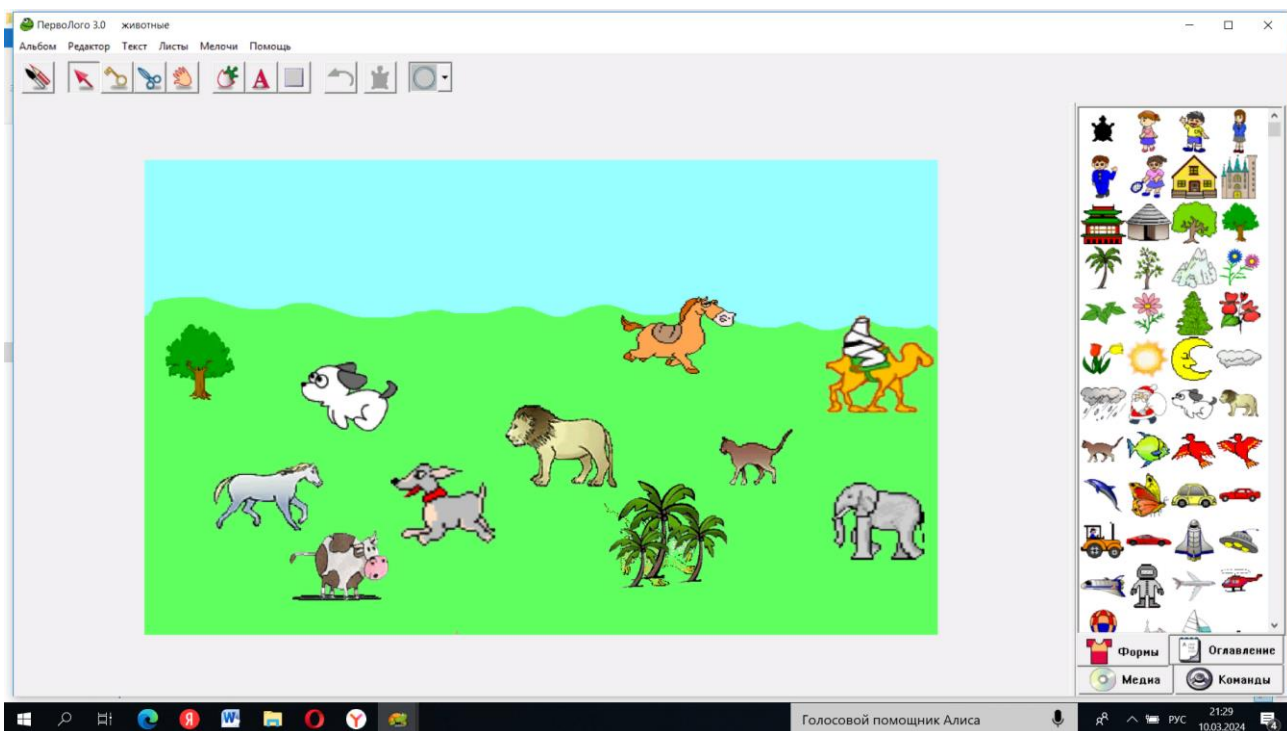 ПервоЛого 3.0 животные
Альбом Редактор Текст Листы Мелочи Помощь
A
Формы
Оглавление
Медиа
Команды
Голосовой помощник Алиса
РУС
21:29
10.03.2024
4